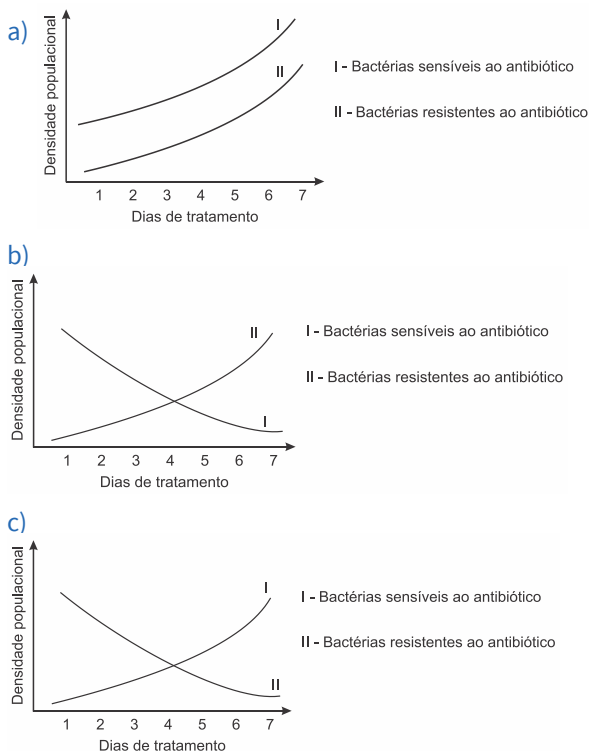 a)
Densidade populacional
I
II
I - Bactérias sensíveis ao antibiótico
II - Bactérias resistentes ao antibiótico
1 2 3 4 5 6 7
Dias de tratamento
b)
Densidade populacional
II
I
I - Bactérias sensíveis ao antibiótico
II - Bactérias resistentes ao antibiótico
1 2 3 4 5 6 7
Dias de tratamento
c)
Densidade populacional
I
II
I - Bactérias sensíveis ao antibiótico
II - Bactérias resistentes ao antibiótico
1 2 3 4 5 6 7
Dias de tratamento